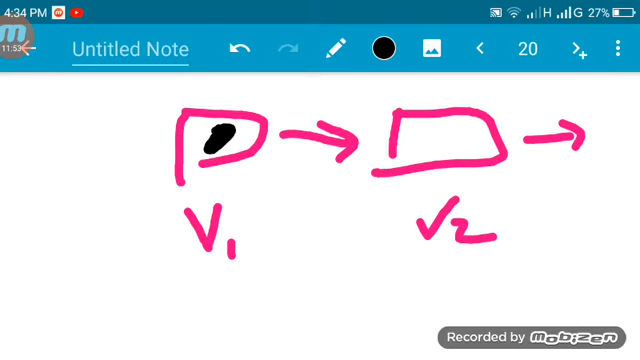 4:34 PM H G 27%
11:53
Untitled Note 20
V1 V2
Recorded by mobizen